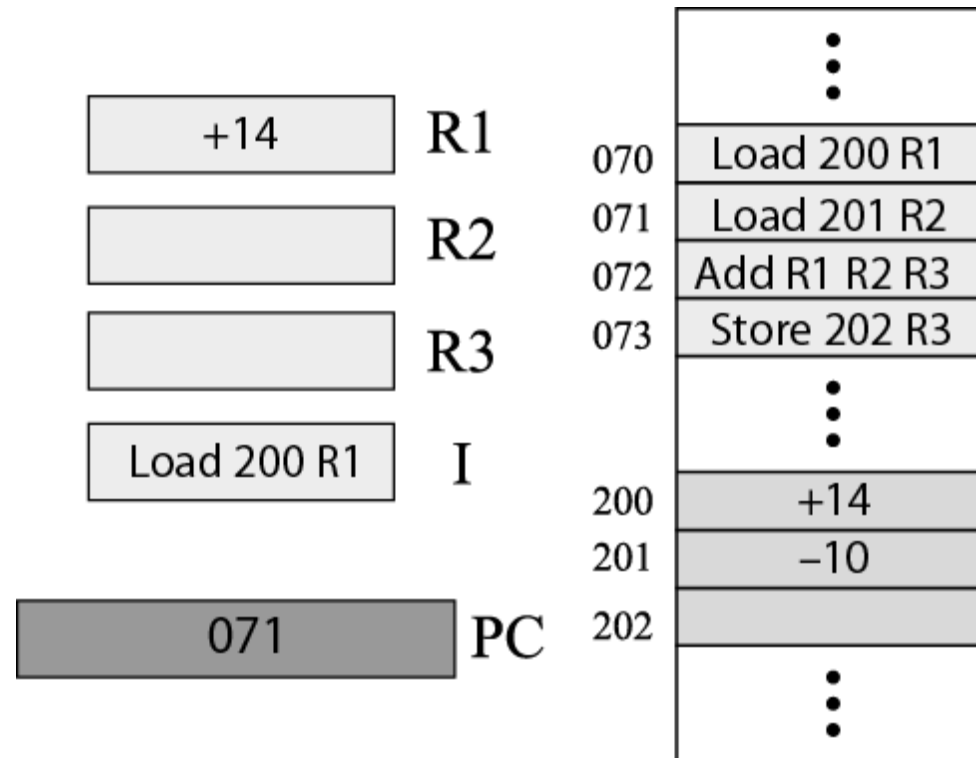 +14 R1
R2
R3
Load 200 R1 I
071 PC
070 Load 200 R1
071 Load 201 R2
072 Add R1 R2 R3
073 Store 202 R3
200 +14
201 –10
202